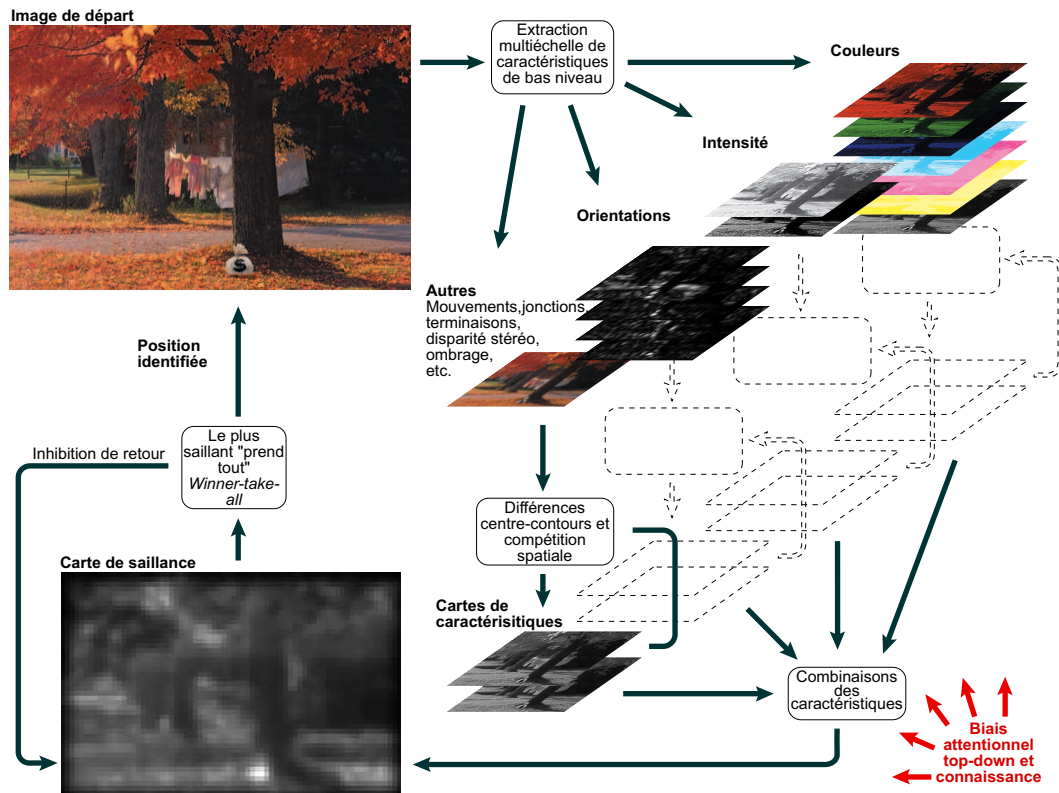 Image de départ
Extraction
multiéchelle de
caractéristiques
de bas niveau
Couleurs
Intensité
Orientations
$
Autres
Mouvements,jonctions,
terminaisons,
disparité stéréo,
ombrage,
etc.
Position
identifiée
Le plus
saillant "prend
tout"
Winner-take-
all
Inhibition de retour
Différences
centre-contours et
compétition
spatiale
Carte de saillance
Cartes de
caractérisitiques
Combinaisons
des
caractéristiques
Biais
attentionnel
top-down et
connaissance